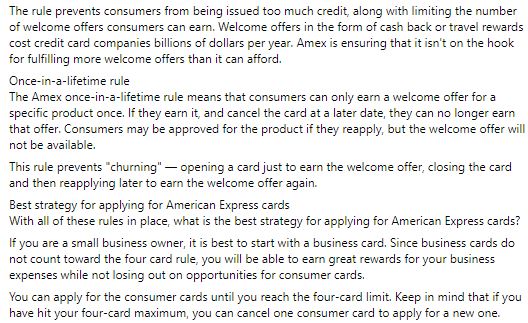 The rule prevents consumers from being issued too much credit, along with limiting the number
of welcome offers consumers can earn. Welcome offers in the form of cash back or travel rewards
cost credit card companies billions of dollars per year. Amex is ensuring that it isn't on the hook
for fulfilling more welcome offers than it can afford.
Once-in-a-lifetime rule
The Amex once-in-a-lifetime rule means that consumers can only earn a welcome offer for a
specific product once. If they earn it, and cancel the card at a later date, they can no longer earn
that offer. Consumers may be approved for the product if they reapply, but the welcome offer will
not be available.
This rule prevents "churning" — opening a card just to earn the welcome offer, closing the card
and then reapplying later to earn the welcome offer again.
Best strategy for applying for American Express cards
With all of these rules in place, what is the best strategy for applying for American Express cards?
If you are a small business owner, it is best to start with a business card. Since business cards do
not count toward the four card rule, you will be able to earn great rewards for your business
expenses while not losing out on opportunities for consumer cards.
You can apply for the consumer cards until you reach the four-card limit. Keep in mind that if you
have hit your four-card maximum, you can cancel one consumer card to apply for a new one.